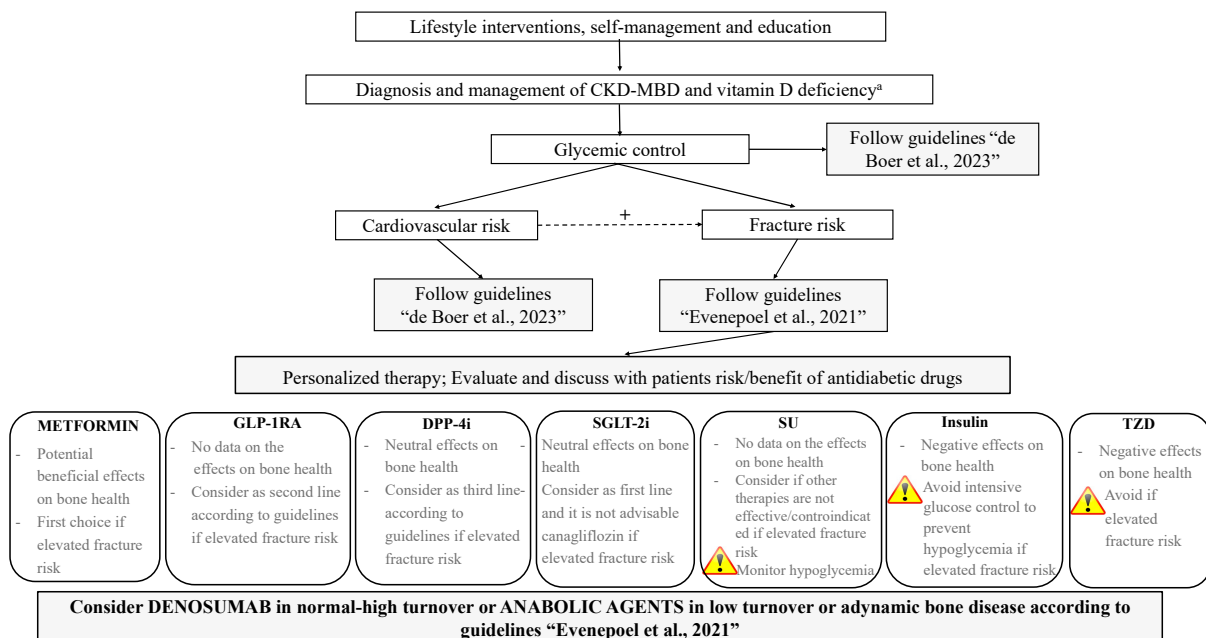 Lifestyle interventions, self-management and education
Diagnosis and management of CKD-MBD and vitamin D deficiencyᵃ
Glycemic control
Follow guidelines “de
Boer et al., 2023”
+
Cardiovascular risk
Fracture risk
Follow guidelines
“de Boer et al., 2023”
Follow guidelines
“Evenepoel et al., 2021”
Personalized therapy; Evaluate and discuss with patients risk/benefit of antidiabetic drugs
METFORMIN
- Potential
beneficial effects
on bone health
- First choice if
elevated fracture
risk
GLP-1RA
- No data on the
effects on bone health
- Consider as second line
according to guidelines
if elevated fracture risk
DPP-4i
- Neutral effects on
bone health
- Consider as third line
according to
guidelines if elevated
fracture risk
SGLT-2i
- Neutral effects on bone
health
- Consider as first line
and it is not advisable
canagliflozin if
elevated fracture risk
SU
- No data on the effects
on bone health
- Consider if other
therapies are not
effective/controindicat
ed if elevated fracture
risk
- Monitor hypoglycemia
Insulin
- Negative effects on
bone health
- Avoid intensive
glucose control to
prevent
hypoglycemia if
elevated fracture risk
TZD
- Negative effects
on bone health
- Avoid if
elevated
fracture risk
Consider DENOSUMAB in normal-high turnover or ANABOLIC AGENTS in low turnover or adynamic bone disease according to
guidelines “Evenepoel et al., 2021”